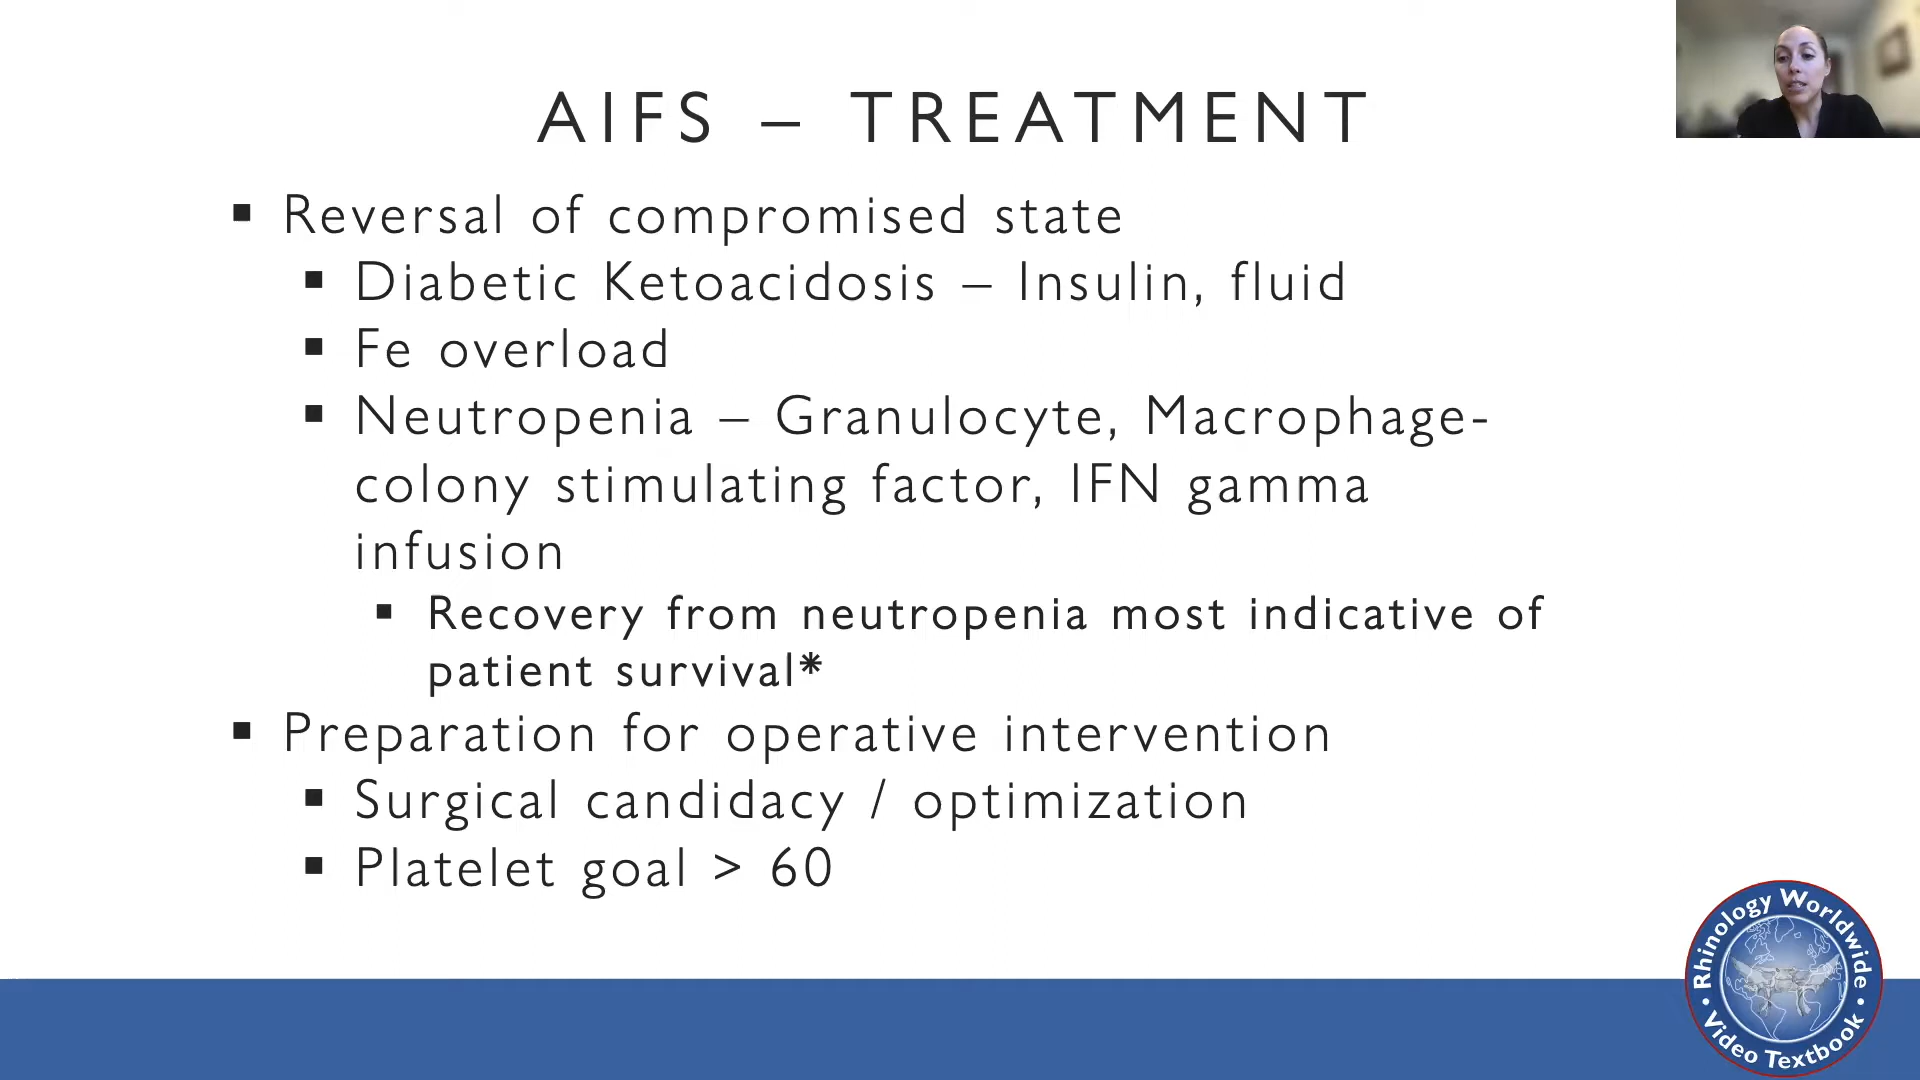 AIFS – TREATMENT
▪ Reversal of compromised state
▪ Diabetic Ketoacidosis – Insulin, fluid
▪ Fe overload
▪ Neutropenia – Granulocyte, Macrophage-
colony stimulating factor, IFN gamma
infusion
▪ Recovery from neutropenia most indicative of
patient survival*
▪ Preparation for operative intervention
▪ Surgical candidacy / optimization
▪ Platelet goal > 60
Rhinology Worldwide
• Video Textbook •